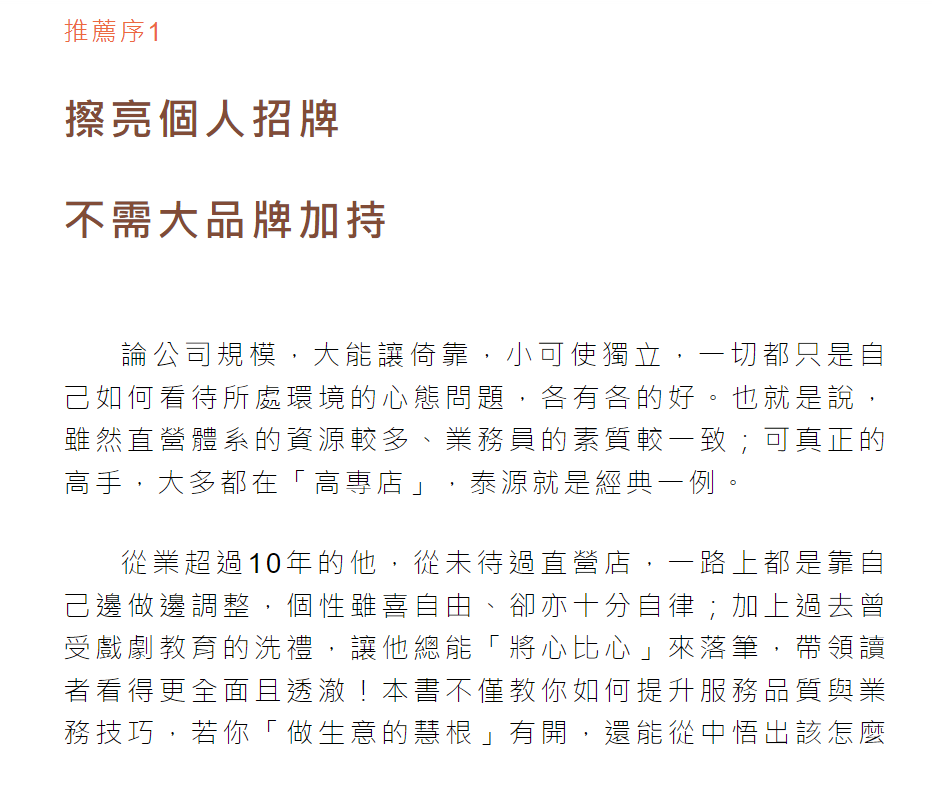 推薦序1
擦亮個人招牌
不需大品牌加持
論公司規模，大能讓倚靠，小可使獨立，一切都只是自
己如何看待所處環境的心態問題，各有各的好。也就是說，
雖然直營體系的資源較多、業務員的素質較一致；可真正的
高手，大多都在「高專店」，泰源就是經典一例。
從業超過10年的他，從未待過直營店，一路上都是靠自
己邊做邊調整，個性雖喜自由、卻亦十分自律；加上過去曾
受戲劇教育的洗禮，讓他總能「將心比心」來落筆，帶領讀
者看得更全面且透澈！本書不僅教你如何提升服務品質與業
務技巧，若你「做生意的慧根」有開，還能從中悟出該怎麼